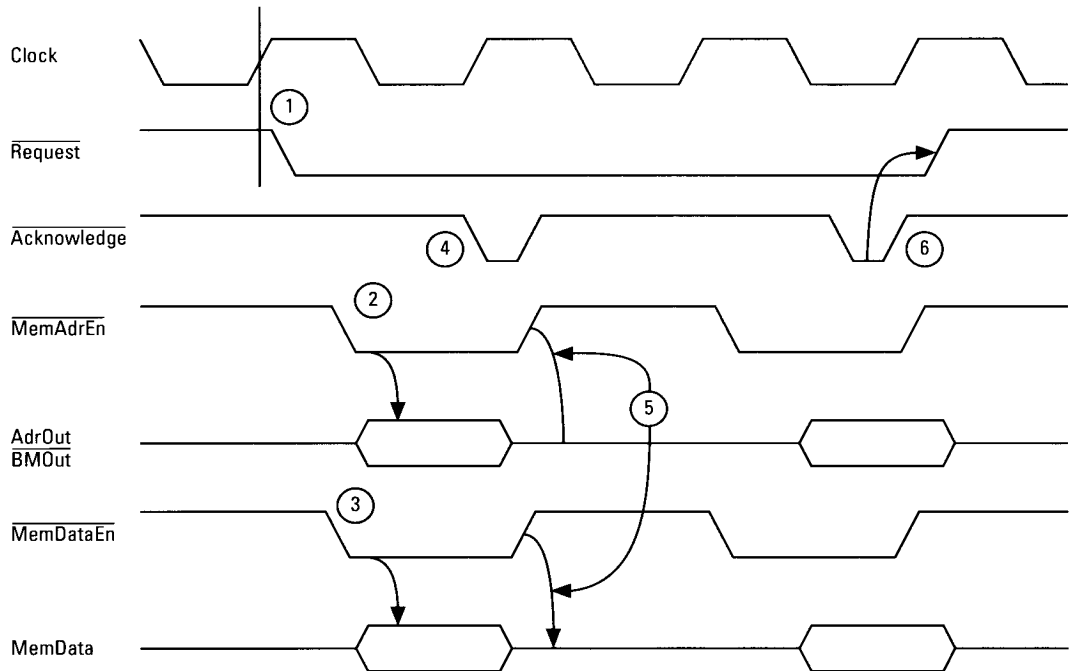 Clock
1
Request
Acknowledge
4
6
2
MemAdrEn
5
AdrOut
BMOut
3
MemDataEn
MemData